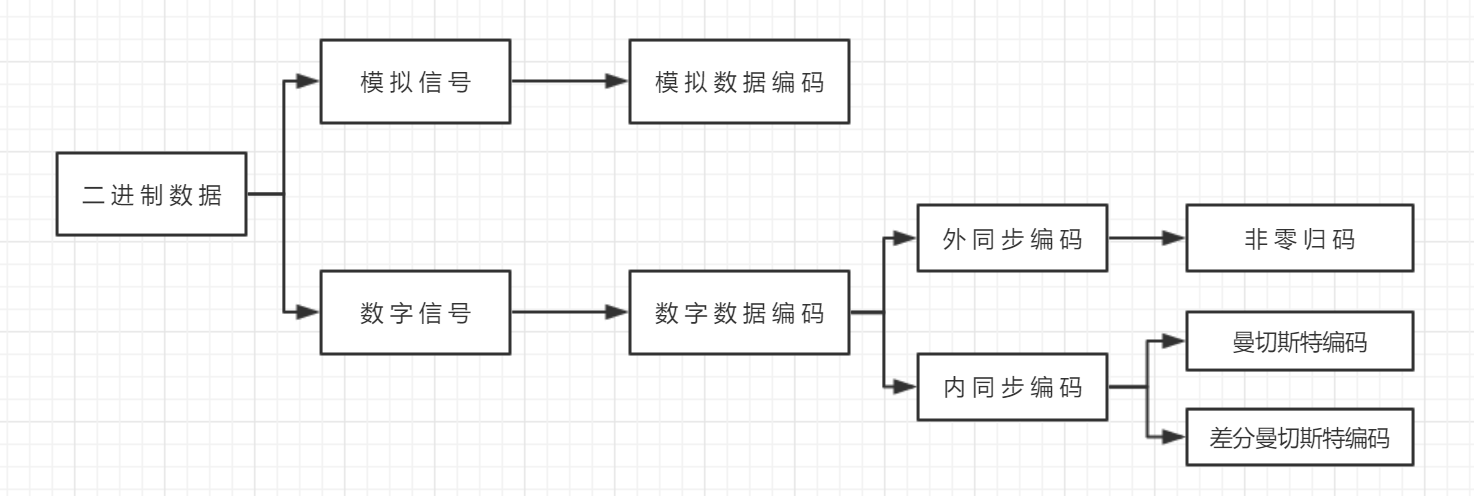 二进制数据
模拟信号
模拟数据编码
数字信号
数字数据编码
外同步编码
非零归码
内同步编码
曼切斯特编码
差分曼切斯特编码